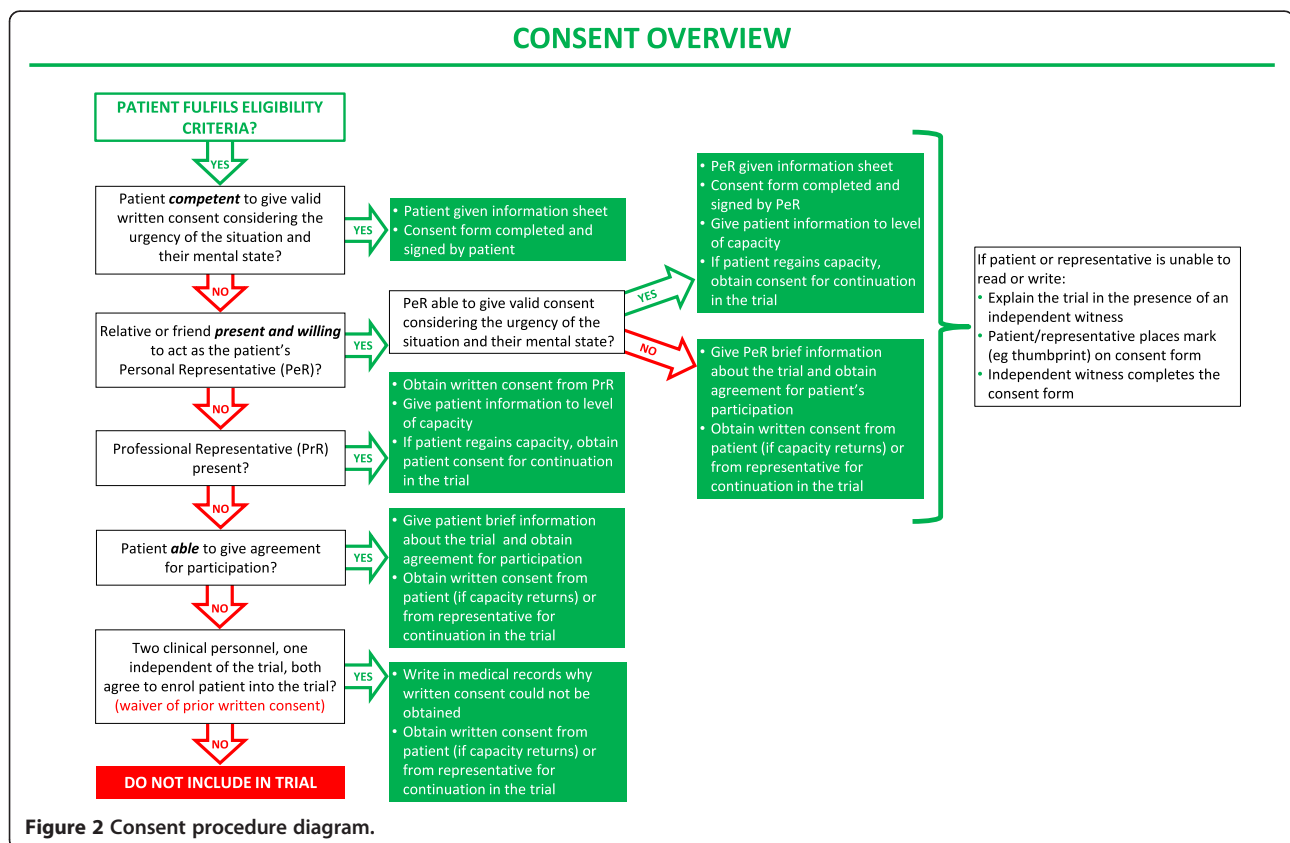 CONSENT OVERVIEW
PATIENT FULFILS ELIGIBILITY
CRITERIA?
YES
Patient competent to give valid
written consent considering the
urgency of the situation and
their mental state?
YES
• Patient given information sheet
• Consent form completed and
signed by patient
NO
Relative or friend present and willing
to act as the patient's
Personal Representative (PeR)?
YES
PeR able to give valid consent
considering the urgency of the
situation and their mental state?
YES
• PeR given information sheet
• Consent form completed and
signed by PeR
• Give patient information to level
of capacity
• If patient regains capacity,
obtain consent for continuation
in the trial
NO
• Give PeR brief information
about the trial and obtain
agreement for patient's
participation
• Obtain written consent from
patient (if capacity returns) or
from representative for
continuation in the trial
If patient or representative is unable to
read or write:
• Explain the trial in the presence of an
independent witness
• Patient/representative places mark
(eg thumbprint) on consent form
• Independent witness completes the
consent form
NO
Professional Representative (PrR)
present?
YES
• Obtain written consent from PrR
• Give patient information to level
of capacity
• If patient regains capacity, obtain
patient consent for continuation
in the trial
NO
Patient able to give agreement
for participation?
YES
• Give patient brief information
about the trial and obtain
agreement for participation
• Obtain written consent from
patient (if capacity returns) or
from representative for
continuation in the trial
NO
Two clinical personnel, one
independent of the trial, both
agree to enrol patient into the trial?
(waiver of prior written consent)
YES
• Write in medical records why
written consent could not be
obtained
• Obtain written consent from
patient (if capacity returns) or
from representative for
continuation in the trial
NO
DO NOT INCLUDE IN TRIAL
Figure 2 Consent procedure diagram.